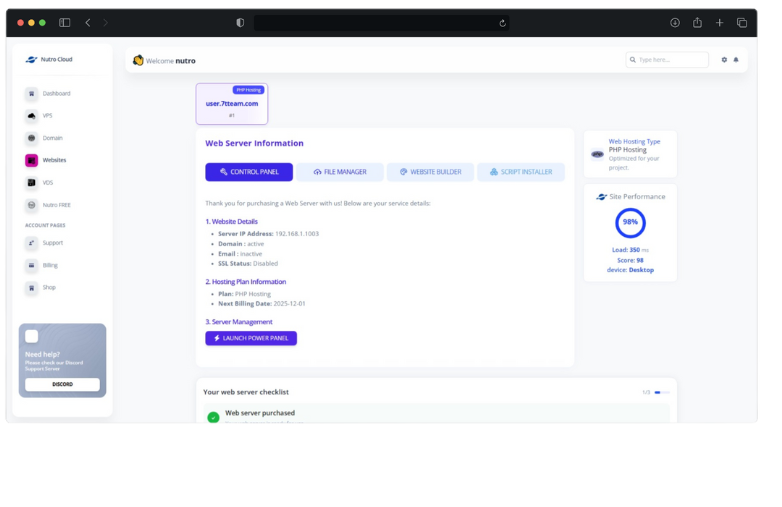 Nutro Cloud
Dashboard
VPS
Domain
Websites
VDS
Nutro FREE
ACCOUNT PAGES
Support
Billing
Shop
Need help?
Please check our Discord
Support Server
DISCORD
Welcome nutro
Type here...
PHP Hosting
user.7tteam.com
#1
Web Server Information
CONTROL PANEL
FILE MANAGER
WEBSITE BUILDER
SCRIPT INSTALLER
Thank you for purchasing a Web Server with us! Below are your service details:
1. Website Details
Server IP Address: 192.168.1.1003
Domain : active
Email : inactive
SSL Status: Disabled
2. Hosting Plan Information
Plan: PHP Hosting
Next Billing Date: 2025-12-01
3. Server Management
LAUNCH POWER PANEL
Web Hosting Type
PHP Hosting
Optimized for your
project.
Site Performance
98%
Load: 350 ms
Score: 98
device: Desktop
Your web server checklist
Web server purchased